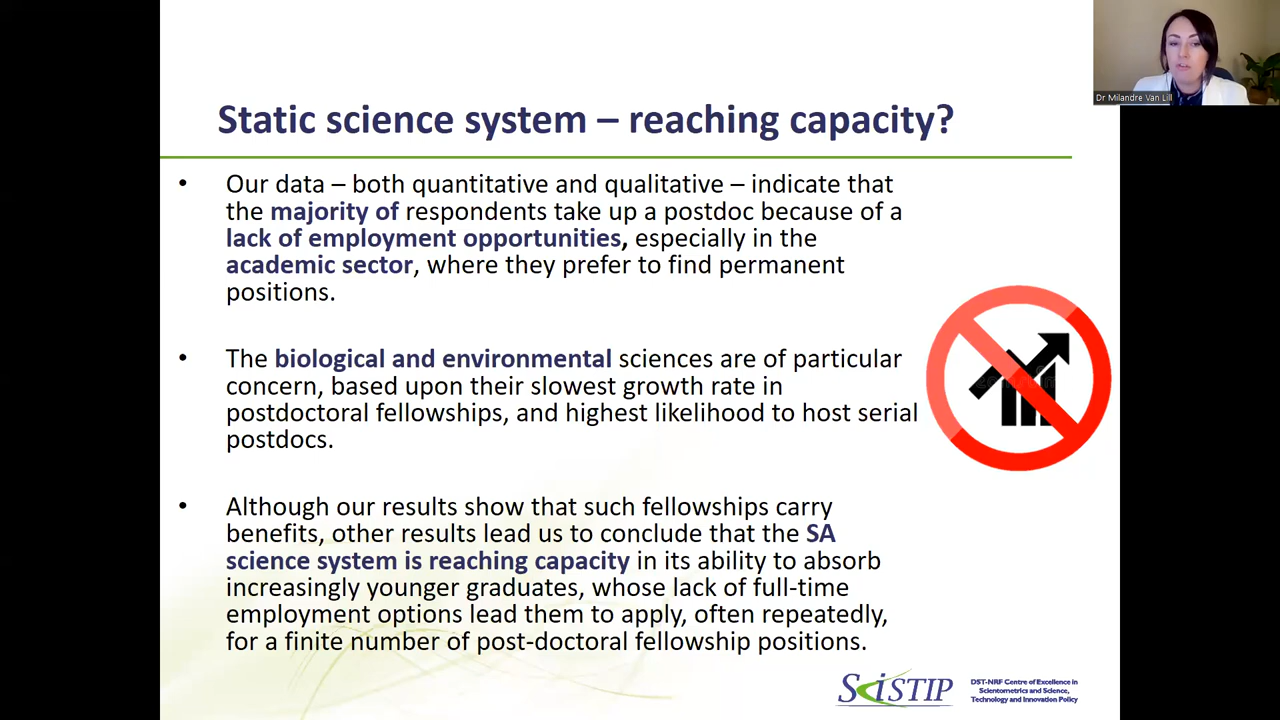 Dr Milandre Van Lill
Static science system – reaching capacity?
• Our data – both quantitative and qualitative – indicate that
the majority of respondents take up a postdoc because of a
lack of employment opportunities, especially in the
academic sector, where they prefer to find permanent
positions.
• The biological and environmental sciences are of particular
concern, based upon their slowest growth rate in
postdoctoral fellowships, and highest likelihood to host serial
postdocs.
• Although our results show that such fellowships carry
benefits, other results lead us to conclude that the SA
science system is reaching capacity in its ability to absorb
increasingly younger graduates, whose lack of full-time
employment options lead them to apply, often repeatedly,
for a finite number of post-doctoral fellowship positions.
SciSTIP
DST-NRF Centre of Excellence in
Scientometrics and Science,
Technology and Innovation Policy